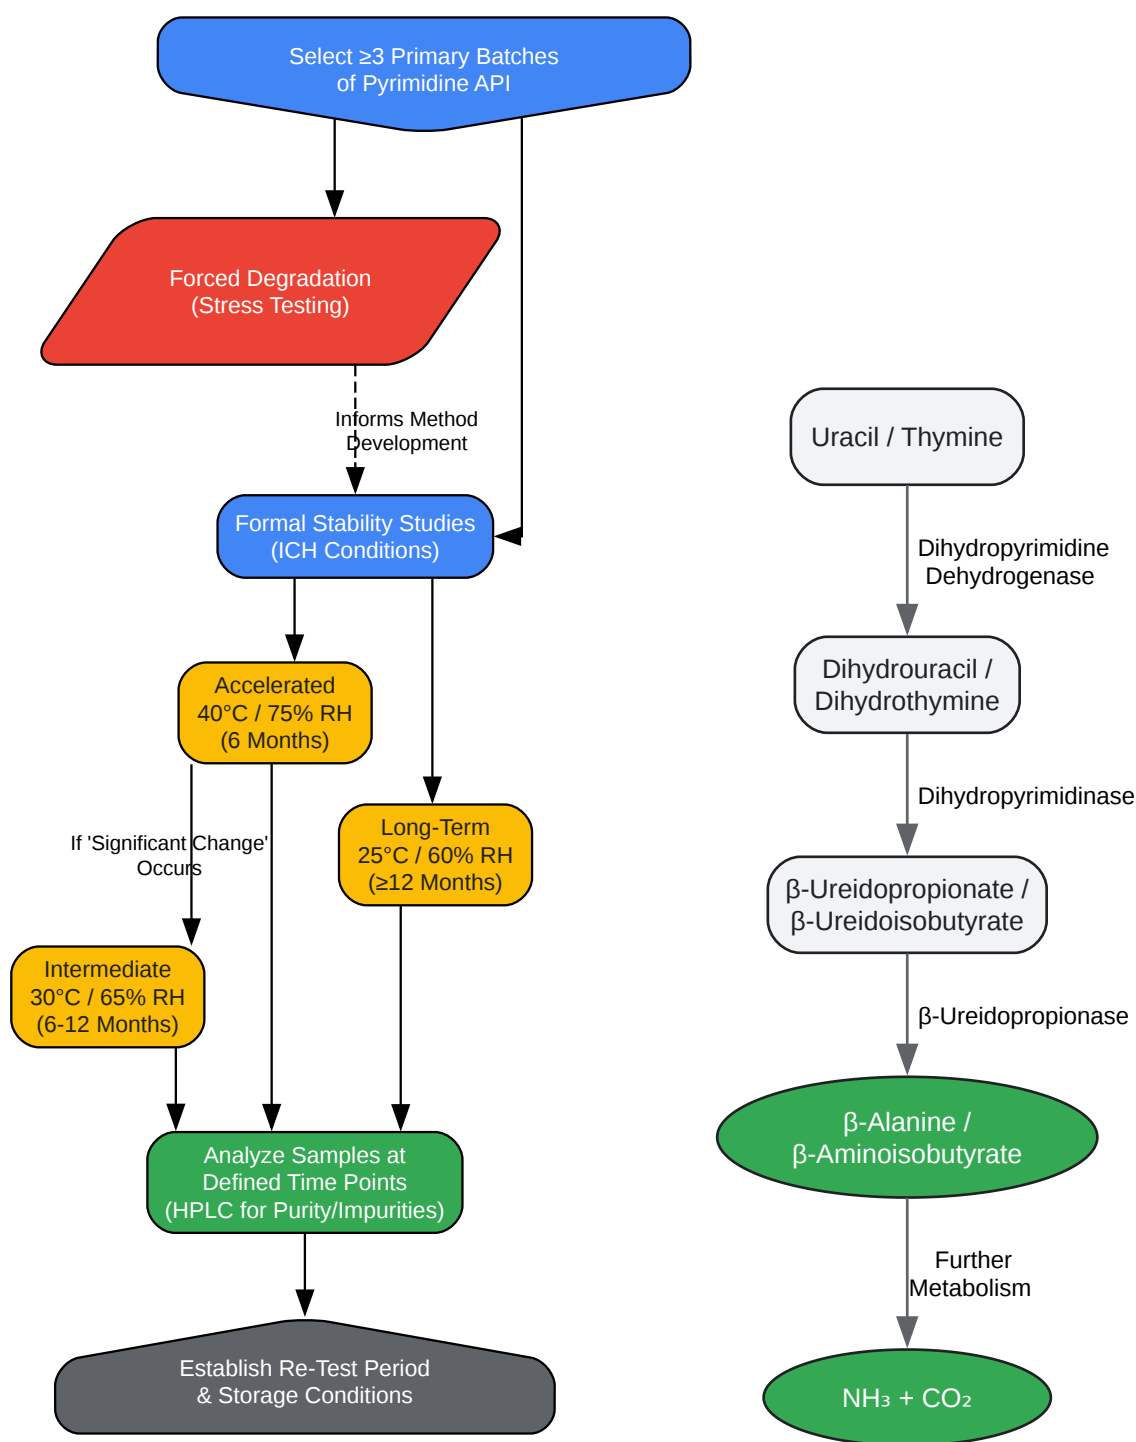 Select ≥3 Primary Batches
of Pyrimidine API
Forced Degradation
(Stress Testing)
Informs Method
Development
Formal Stability Studies
(ICH Conditions)
Accelerated
40°C / 75% RH
(6 Months)
If 'Significant Change'
Occurs
Long-Term
25°C / 60% RH
(≥12 Months)
Intermediate
30°C / 65% RH
(6-12 Months)
Analyze Samples at
Defined Time Points
(HPLC for Purity/Impurities)
Establish Re-Test Period
& Storage Conditions
Uracil / Thymine
Dihydropyrimidine
Dehydrogenase
Dihydrouracil /
Dihydrothymine
Dihydropyrimidinase
β-Ureidopropionate /
β-Ureidoisobutyrate
β-Ureidopropionase
β-Alanine /
β-Aminoisobutyrate
Further
Metabolism
NH₃ + CO₂